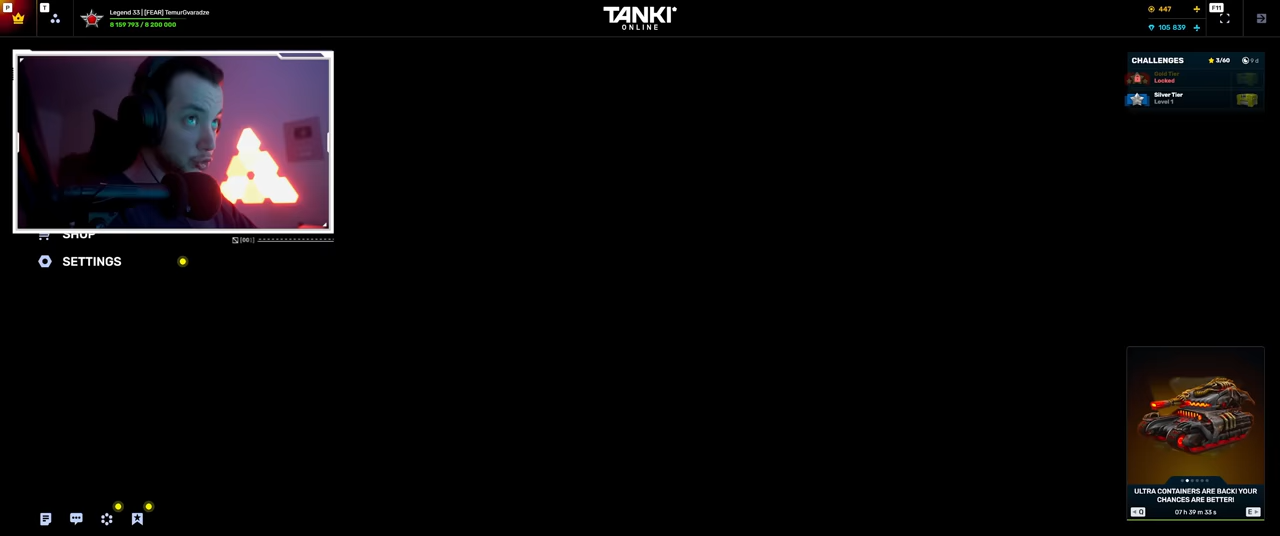 P
T
Legend 33 | [FEAR] TemurGvaradze
8 159 793 / 8 200 000
TANKI
ONLINE
447
105 839
F11
CHALLENGES
3/60
9 d
Gold Tier
Locked
Silver Tier
Level 1
SHOP
SETTINGS
ULTRA CONTAINERS ARE BACK! YOUR
CHANCES ARE BETTER!
Q
07 h 39 m 33 s
E